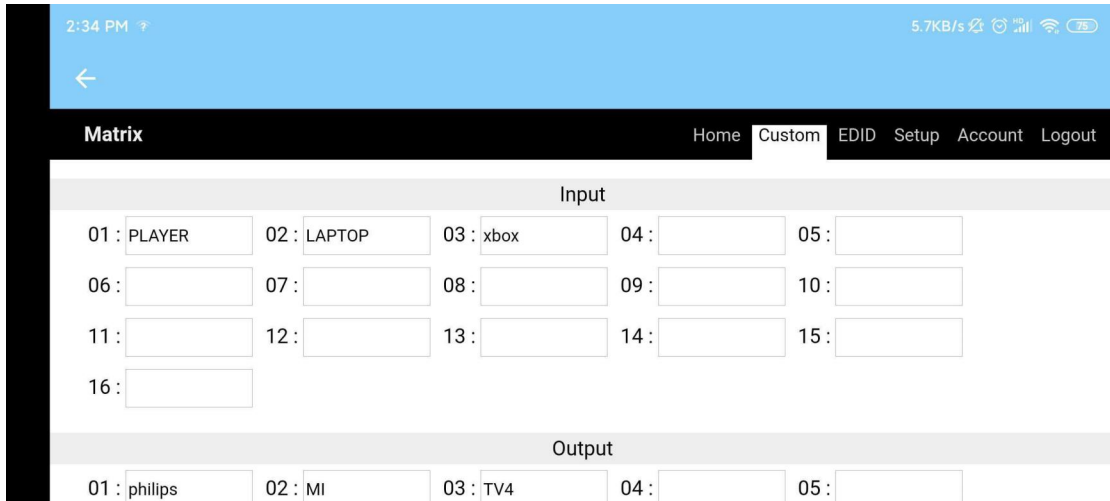 2:34 PM 5.7KB/s HD 75
Matrix Home Custom EDID Setup Account Logout
Input
01 : PLAYER 02 : LAPTOP 03 : xbox 04 : 05 :
06 : 07 : 08 : 09 : 10 :
11 : 12 : 13 : 14 : 15 :
16 :
Output
01 : philips 02 : MI 03 : TV4 04 : 05 :